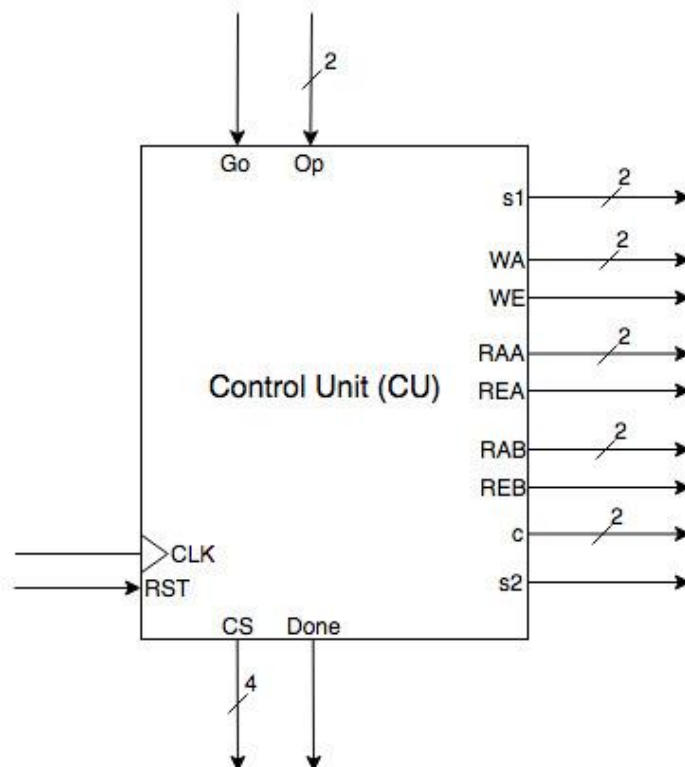 2
Go Op
s1 2
WA 2
WE
RAA 2
REA
Control Unit (CU)
RAB 2
REB
c 2
CLK
s2
RST
CS Done
4